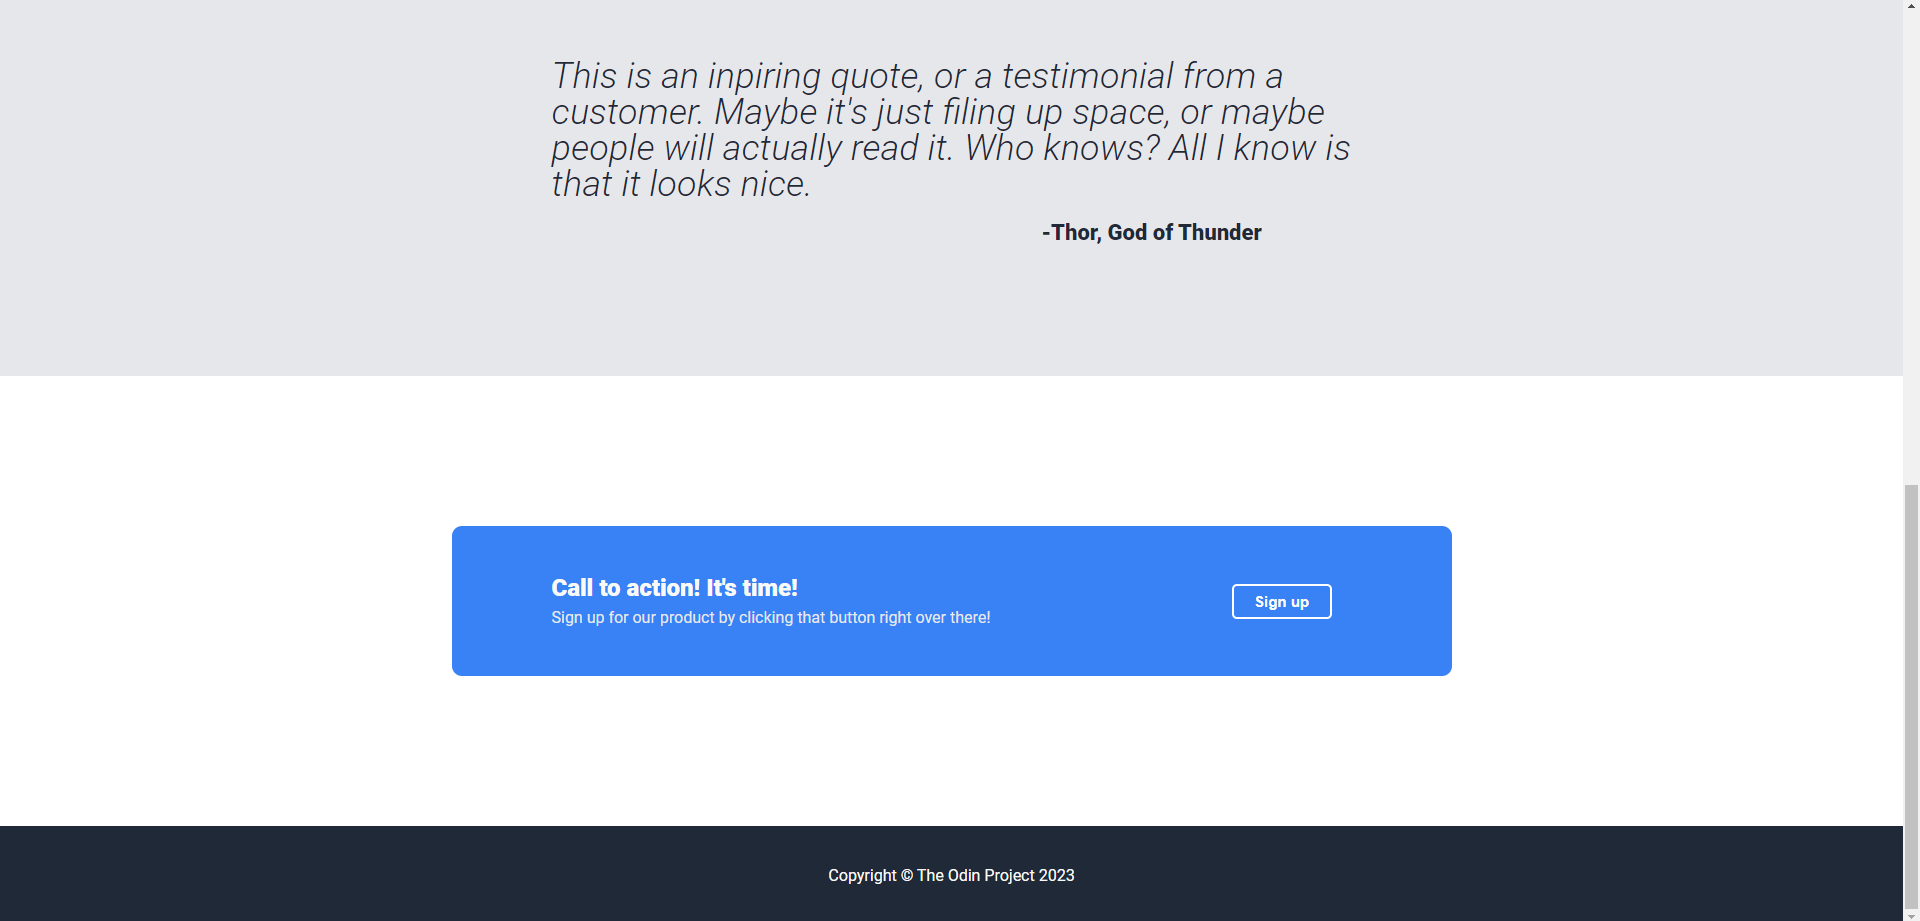 This is an inpiring quote, or a testimonial from a
customer. Maybe it's just filing up space, or maybe
people will actually read it. Who knows? All I know is
that it looks nice.
-Thor, God of Thunder
Call to action! It's time!
Sign up for our product by clicking that button right over there!
Sign up
Copyright © The Odin Project 2023